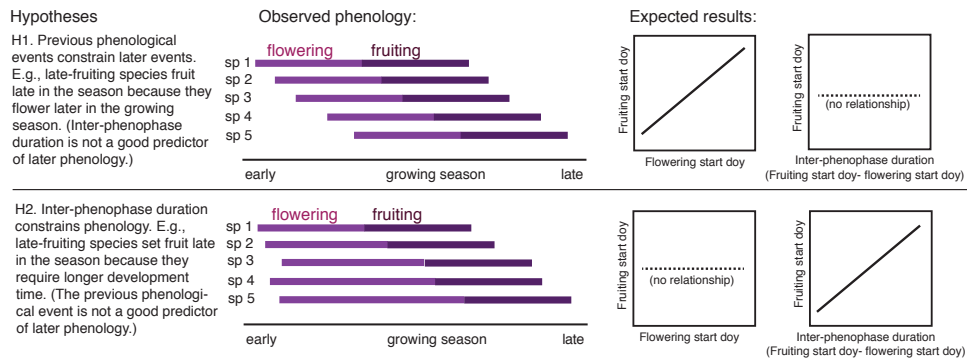 Hypotheses
Observed phenology:
Expected results:
H1. Previous phenological
events constrain later events.
E.g., late-fruiting species fruit
late in the season because they
flower later in the growing
season. (Inter-phenophase
duration is not a good predictor
of later phenology.)
flowering
fruiting
sp 1
sp 2
sp 3
sp 4
sp 5
early
growing season
late
Fruiting start doy
Flowering start doy
Fruiting start doy
(no relationship)
Inter-phenophase duration
(Fruiting start day- flowering start doy)
H2. Inter-phenophase duration
constrains phenology. E.g.,
late-fruiting species set fruit late
in the season because they
require longer development
time. (The previous phenologi-
cal event is not a good predictor
of later phenology.)
flowering
fruiting
sp 1
sp 2
sp 3
sp 4
sp 5
early
growing season
late
Fruiting start doy
(no relationship)
Flowering start doy
Fruiting start doy
Inter-phenophase duration
(Fruiting start day- flowering start doy)